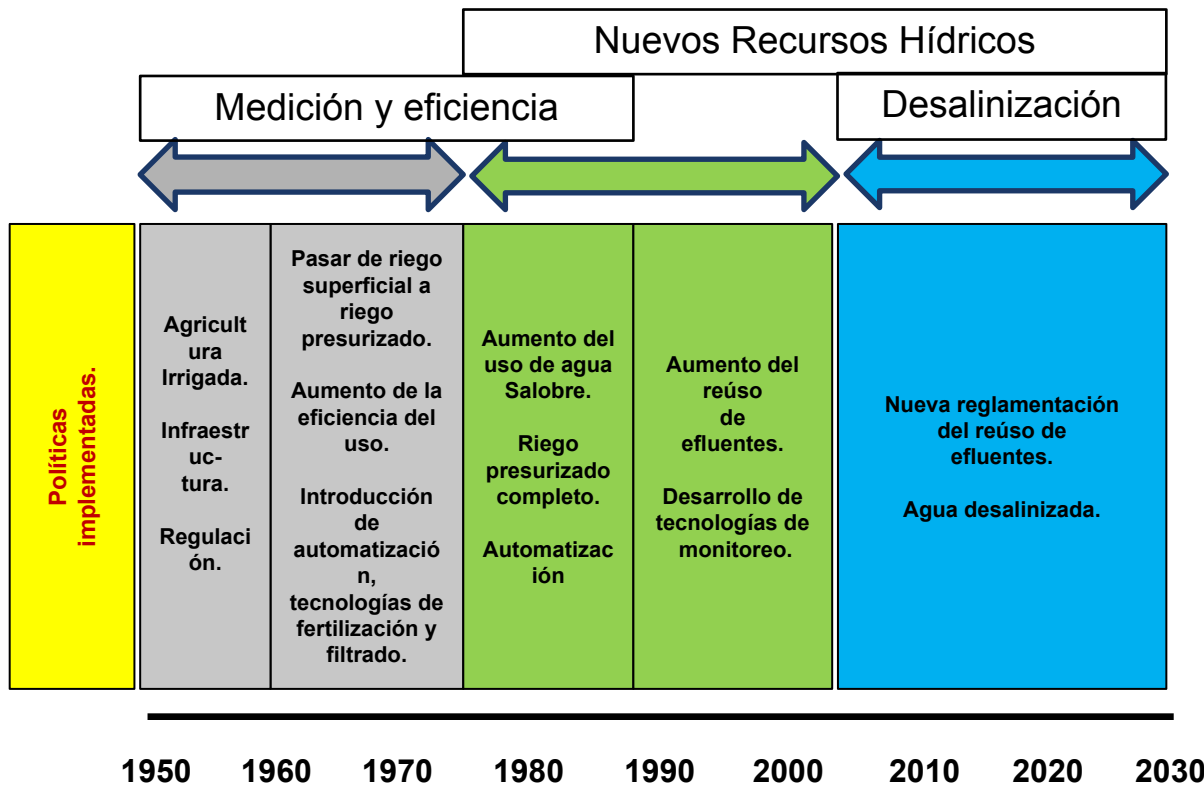 Nuevos Recursos Hídricos
Medición y eficiencia
Desalinización
Políticas
implementadas.
Agricult
ura
Irrigada.
Infraestr
uc-
tura.
Regulaci
ón.
Pasar de riego
superficial a
riego
presurizado.
Aumento de la
eficiencia del
uso.
Introducción
de
automatizació
n,
tecnologías de
fertilización y
filtrado.
Aumento del
uso de agua
Salobre.
Riego
presurizado
completo.
Automatizac
ión
Aumento del
reúso
de
efluentes.
Desarrollo de
tecnologías de
monitoreo.
Nueva reglamentación
del reúso de
efluentes.
Agua desalinizada.
1950 1960 1970 1980 1990 2000 2010 2020 2030